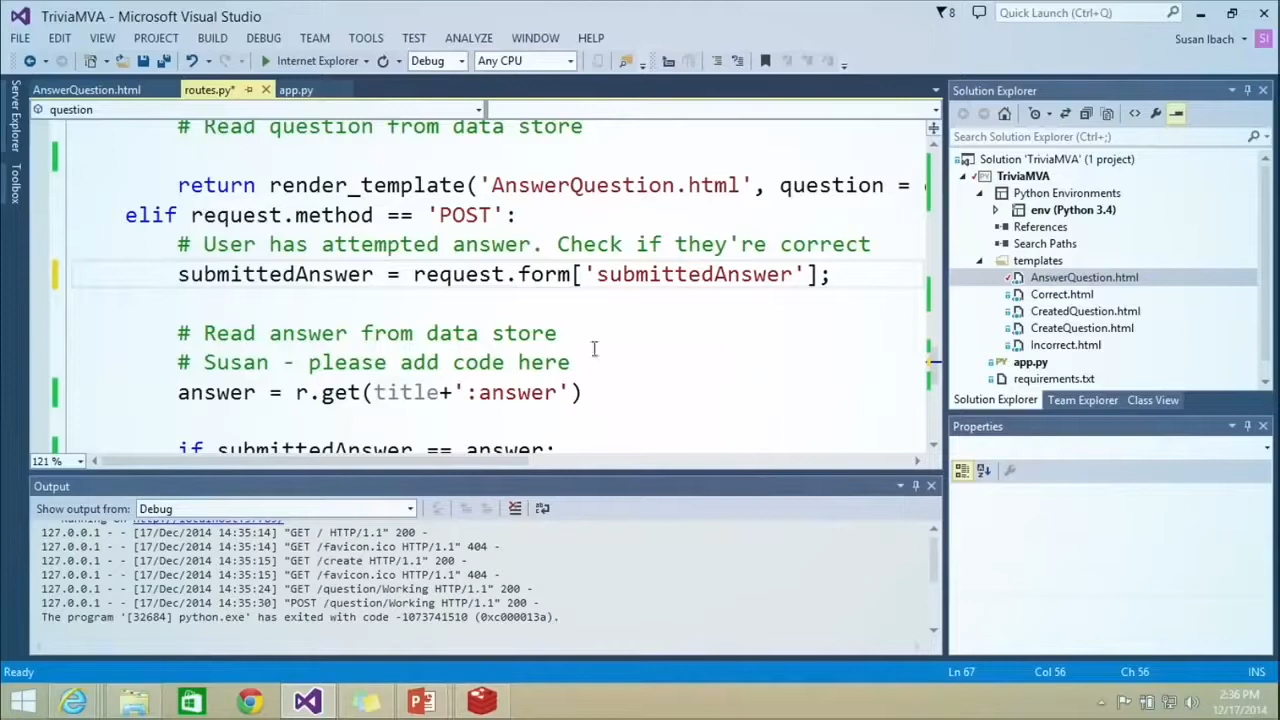 TriviaMVA - Microsoft Visual Studio
8
Quick Launch (Ctrl+Q)
FILE EDIT VIEW PROJECT BUILD DEBUG TEAM TOOLS TEST ANALYZE WINDOW HELP
Susan Ibach
SI
Internet Explorer
Debug
Any CPU
Server Explorer
Toolbox
AnswerQuestion.html
routes.py*
app.py
question
# Read question from data store
return render_template('AnswerQuestion.html', question =
elif request.method == 'POST':
# User has attempted answer. Check if they're correct
submittedAnswer = request.form['submittedAnswer'];
# Read answer from data store
# Susan - please add code here
answer = r.get(title+':answer')
if submittedAnswer == answer:
121 %
Output
Show output from: Debug
Running on http://localhost:
127.0.0.1 - - [17/Dec/2014 14:35:14] "GET / HTTP/1.1" 200 -
127.0.0.1 - - [17/Dec/2014 14:35:14] "GET /favicon.ico HTTP/1.1" 404 -
127.0.0.1 - - [17/Dec/2014 14:35:15] "GET /create HTTP/1.1" 200 -
127.0.0.1 - - [17/Dec/2014 14:35:15] "GET /favicon.ico HTTP/1.1" 404 -
127.0.0.1 - - [17/Dec/2014 14:35:24] "GET /question/Working HTTP/1.1" 200 -
127.0.0.1 - - [17/Dec/2014 14:35:30] "POST /question/Working HTTP/1.1" 200 -
The program '[32684] python.exe' has exited with code -1073741510 (0xc000013a).
Solution Explorer
Search Solution Explorer (Ctrl+;)
Solution 'TriviaMVA' (1 project)
TriviaMVA
Python Environments
env (Python 3.4)
References
Search Paths
templates
AnswerQuestion.html
Correct.html
CreatedQuestion.html
CreateQuestion.html
Incorrect.html
app.py
requirements.txt
Solution Explorer Team Explorer Class View
Properties
Ready
Ln 67
Col 56
Ch 56
INS
2:36 PM
12/17/2014